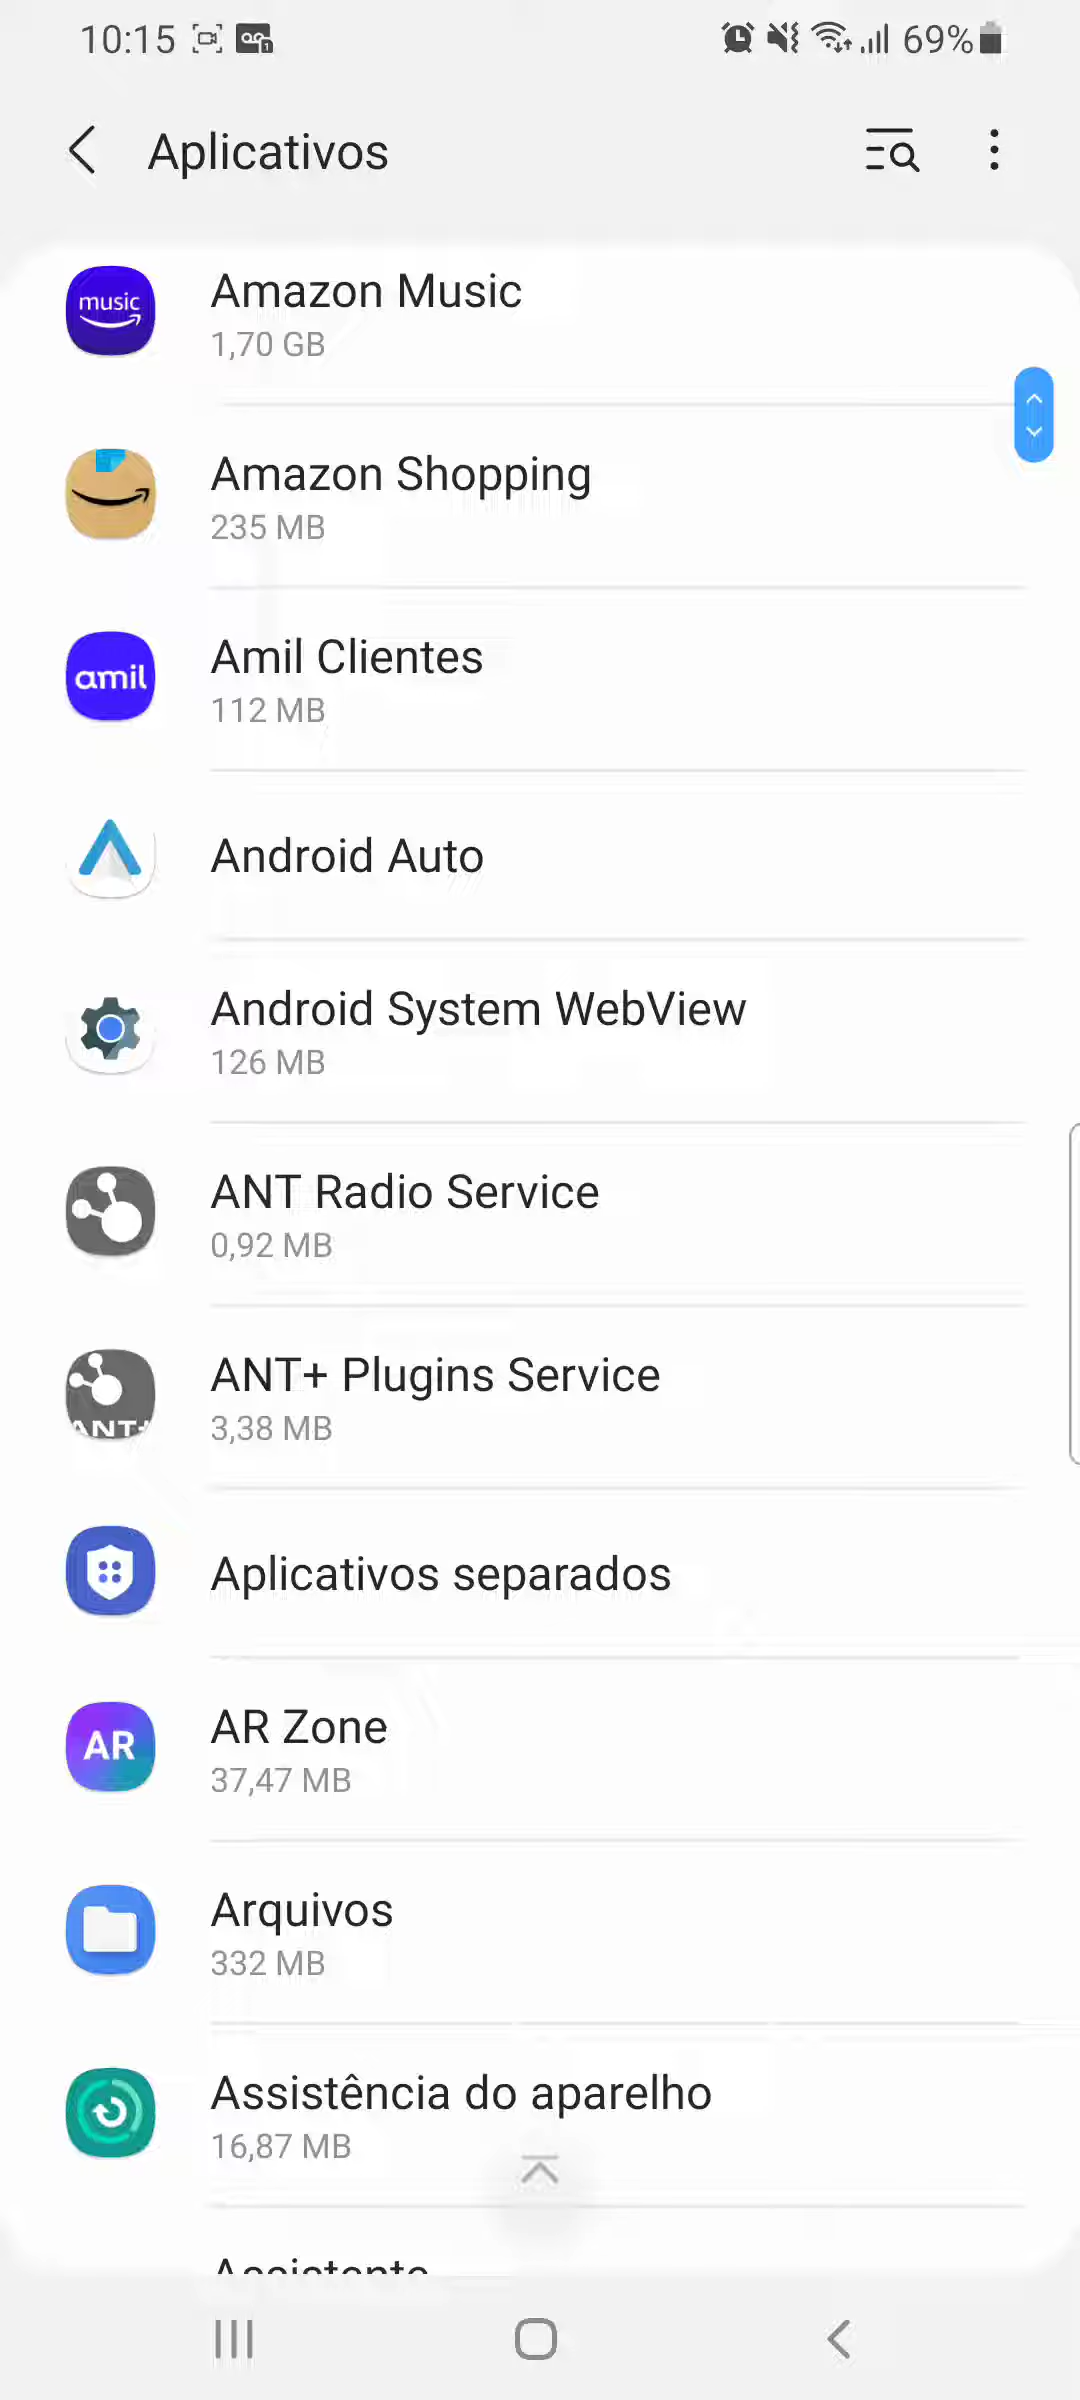 10:15
69%
Aplicativos
music
Amazon Music
1,70 GB
Amazon Shopping
235 MB
amil
Amil Clientes
112 MB
Android Auto
Android System WebView
126 MB
ANT Radio Service
0,92 MB
ANT+
ANT+ Plugins Service
3,38 MB
Aplicativos separados
AR
AR Zone
37,47 MB
Arquivos
332 MB
Assistência do aparelho
16,87 MB
Assistente